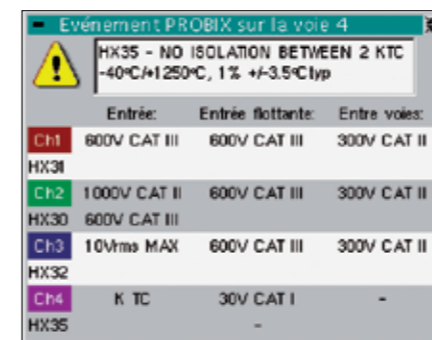 Evénement PROBIX sur la voie 4
HX35 - NO ISOLATION BETWEEN 2 KTC
-40°C/+1250°C, 1% +/-3.5°C typ
Entrée: Entrée flottante: Entre voies:
Ch1 600V CAT III 600V CAT III 300V CAT II
HX31
Ch2 1000V CAT II 600V CAT III 300V CAT II
HX30 600V CAT III
Ch3 10Vrms MAX 600V CAT III 300V CAT II
HX32
Ch4 K TC 30V CAT I -
HX35 -